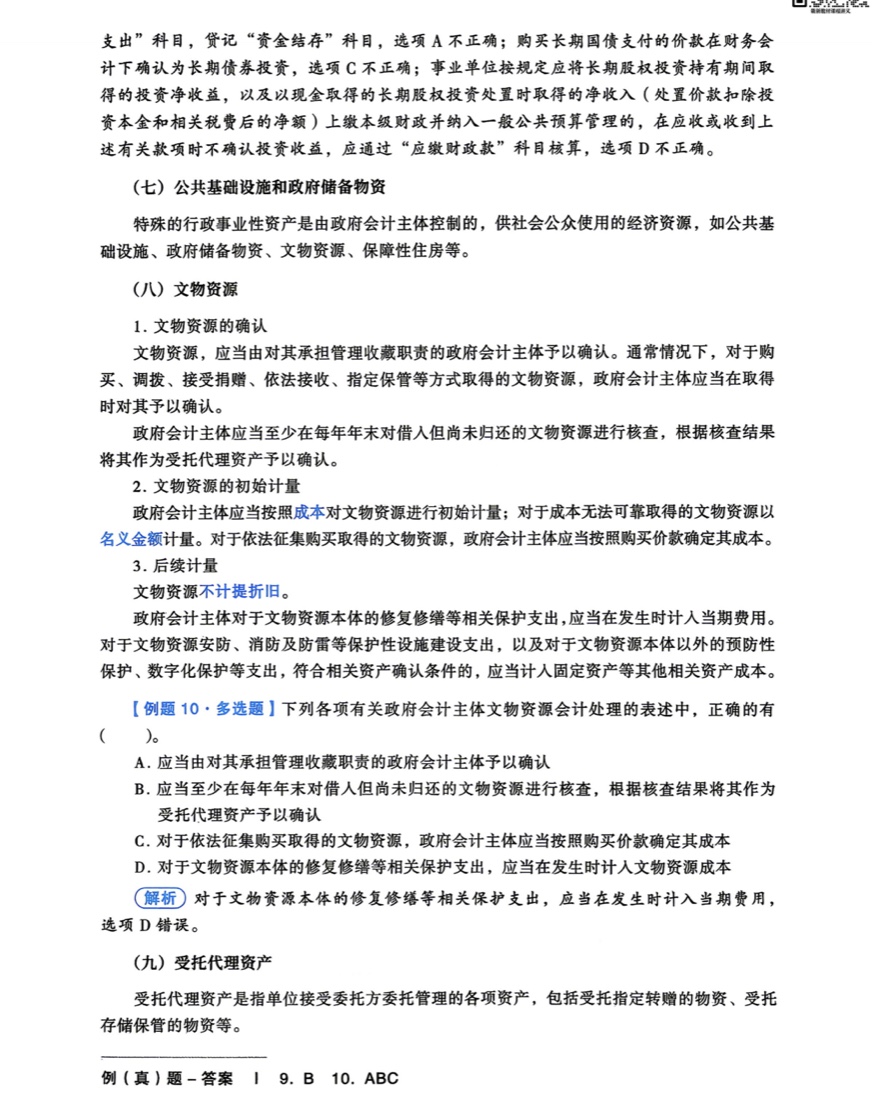 支出”科目，贷记“资金结存”科目，选项 A 不正确；购买长期国债支付的价款在财务会
计下确认为长期债券投资，选项 C 不正确；事业单位按规定应将长期股权投资持有期间取
得的投资净收益，以及以现金取得的长期股权投资处置时取得的净收入（处置价款扣除投
资本金和相关税费后的净额）上缴本级财政并纳入一般公共预算管理的，在应收或收到上
述有关款项时不确认投资收益，应通过“应缴财政款”科目核算，选项 D 不正确。
（七）公共基础设施和政府储备物资
特殊的行政事业性资产是由政府会计主体控制的，供社会公众使用的经济资源，如公共基
础设施、政府储备物资、文物资源、保障性住房等。
（八）文物资源
1. 文物资源的确认
文物资源，应当由对其承担管理收藏职责的政府会计主体予以确认。通常情况下，对于购
买、调拨、接受捐赠、依法接收、指定保管等方式取得的文物资源，政府会计主体应当在取得
时对其予以确认。
政府会计主体应当至少在每年年末对借入但尚未归还的文物资源进行核查，根据核查结果
将其作为受托代理资产予以确认。
2. 文物资源的初始计量
政府会计主体应当按照成本对文物资源进行初始计量；对于成本无法可靠取得的文物资源以
名义金额计量。对于依法征集购买取得的文物资源，政府会计主体应当按照购买价款确定其成本。
3. 后续计量
文物资源不计提折旧。
政府会计主体对于文物资源本体的修复修缮等相关保护支出，应当在发生时计入当期费用。
对于文物资源安防、消防及防雷等保护性设施建设支出，以及对于文物资源本体以外的预防性
保护、数字化保护等支出，符合相关资产确认条件的，应当计入固定资产等其他相关资产成本。
【例题 10·多选题】下列各项有关政府会计主体文物资源会计处理的表述中，正确的有
(　　)。
A. 应当由对其承担管理收藏职责的政府会计主体予以确认
B. 应当至少在每年年末对借入但尚未归还的文物资源进行核查，根据核查结果将其作为
受托代理资产予以确认
C. 对于依法征集购买取得的文物资源，政府会计主体应当按照购买价款确定其成本
D. 对于文物资源本体的修复修缮等相关保护支出，应当在发生时计入文物资源成本
解析 对于文物资源本体的修复修缮等相关保护支出，应当在发生时计入当期费用，
选项 D 错误。
（九）受托代理资产
受托代理资产是指单位接受委托方委托管理的各项资产，包括受托指定转赠的物资、受托
存储保管的物资等。
例（真）题－答案 | 9. B 10. ABC